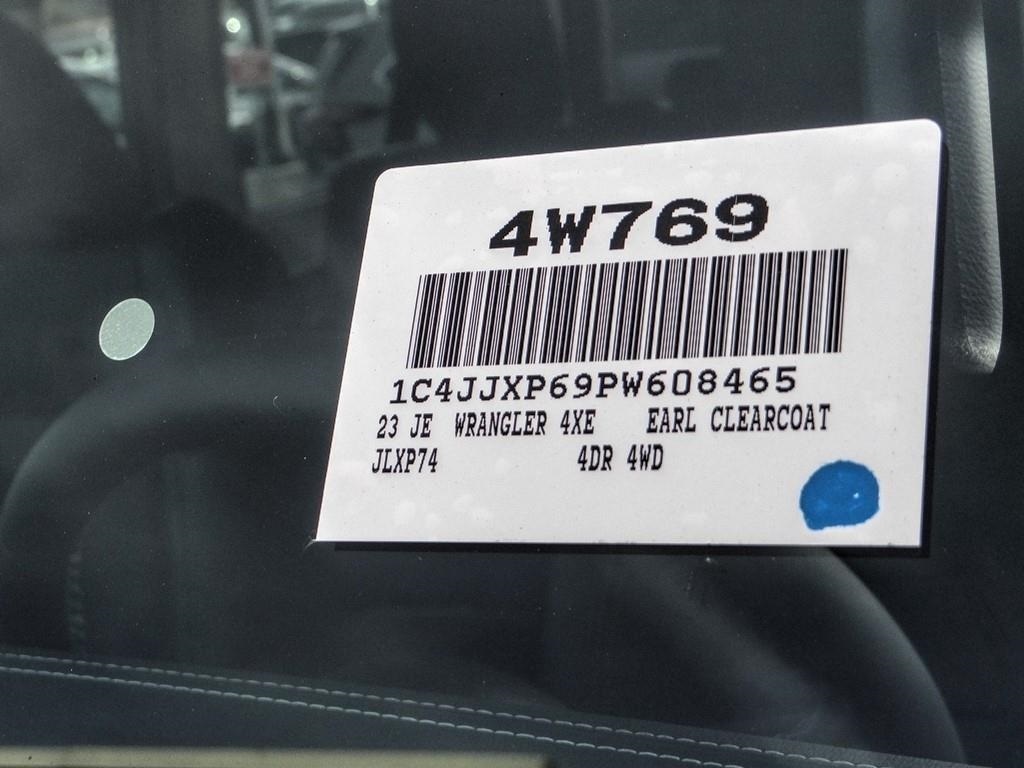 4W769
1C4JJXP69PW608465
23 JE WRANGLER 4XE EARL CLEARCOAT
JLXP74 4DR 4WD